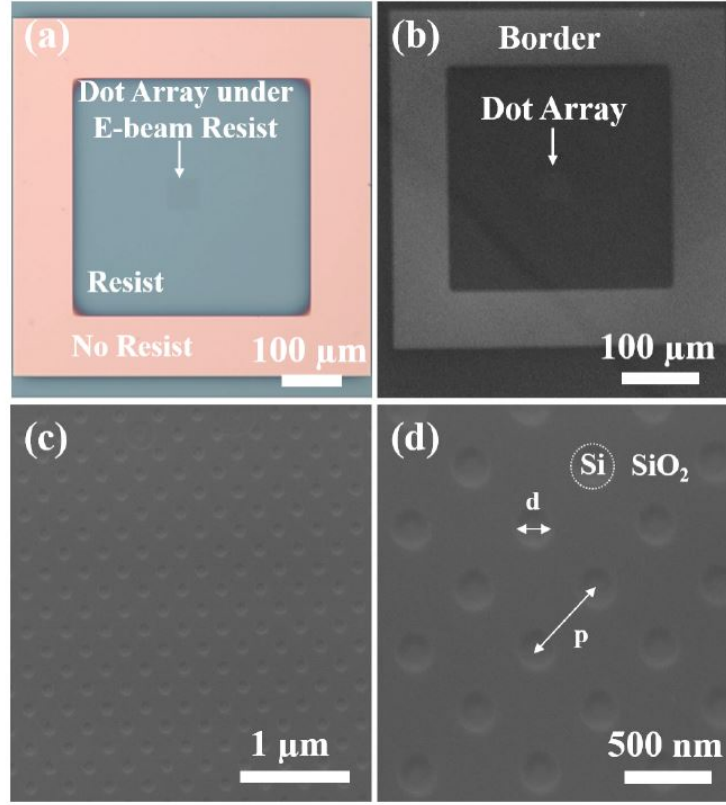 (a)
Dot Array under
E-beam Resist
Resist
No Resist
100 µm
(b)
Border
Dot Array
100 µm
(c)
1 µm
(d)
Si
SiO₂
d
p
500 nm